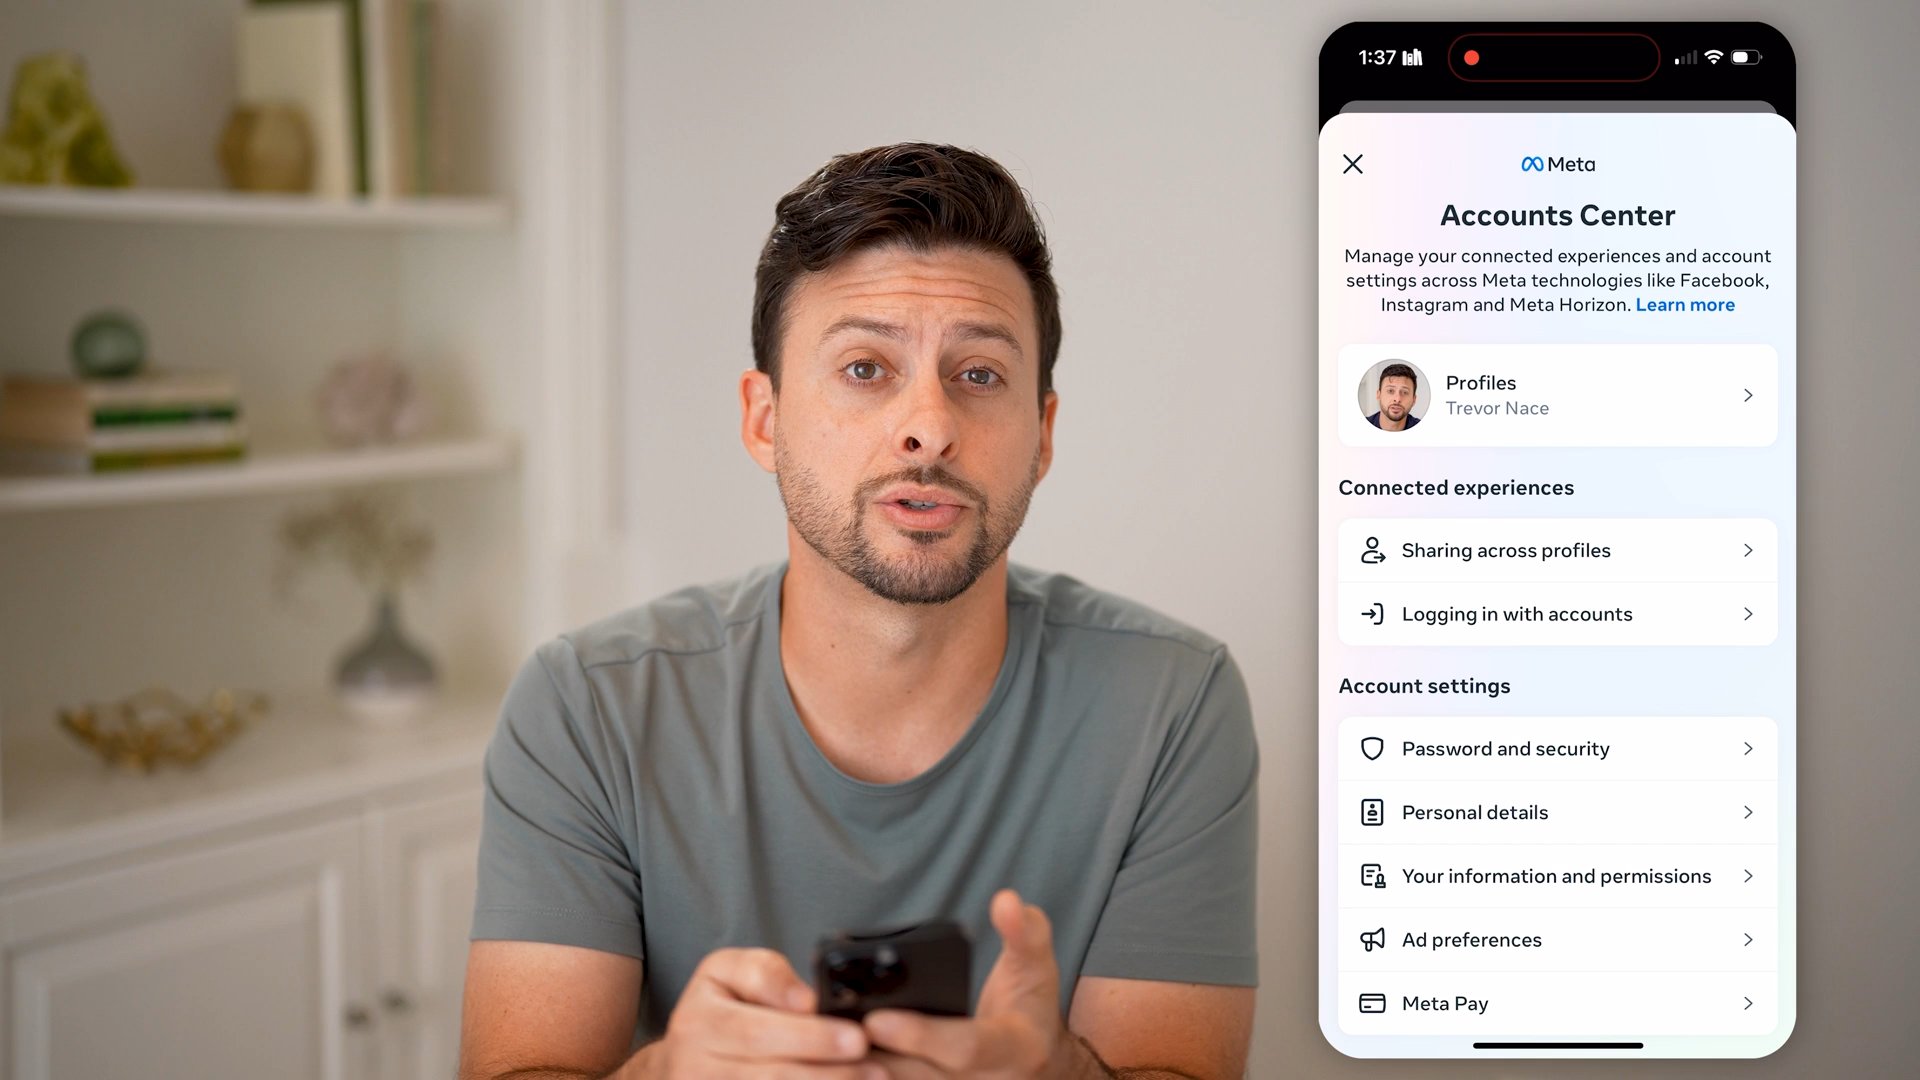 1:37
Meta
Accounts Center
Manage your connected experiences and account
settings across Meta technologies like Facebook,
Instagram and Meta Horizon. Learn more
Profiles
Trevor Nace
Connected experiences
Sharing across profiles
Logging in with accounts
Account settings
Password and security
Personal details
Your information and permissions
Ad preferences
Meta Pay